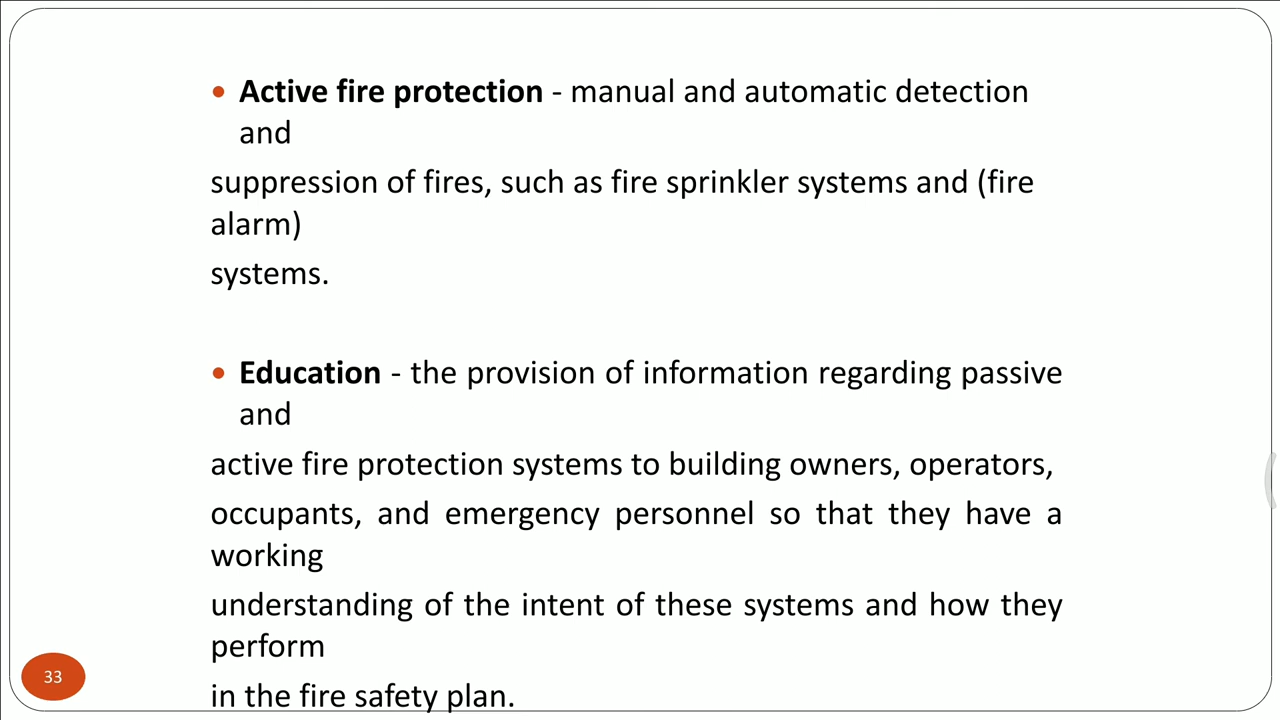 • Active fire protection - manual and automatic detection
and
suppression of fires, such as fire sprinkler systems and (fire
alarm)
systems.
• Education - the provision of information regarding passive
and
active fire protection systems to building owners, operators,
occupants, and emergency personnel so that they have a
working
understanding of the intent of these systems and how they
perform
in the fire safety plan.
33